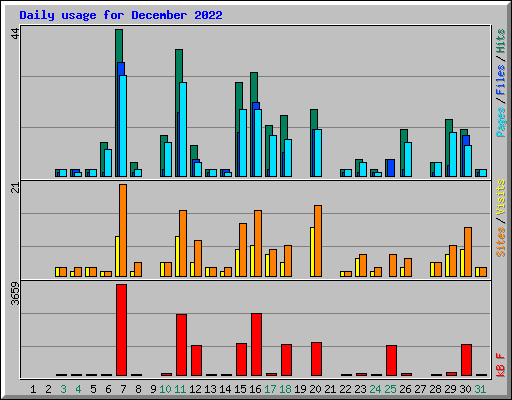 Daily usage for December 2022
44
21
3659
Pages / Files / Hits
Sites / Visits
kB F
1 2 3 4 5 6 7 8 9 10 11 12 13 14 15 16 17 18 19 20 21 22 23 24 25 26 27 28 29 30 31